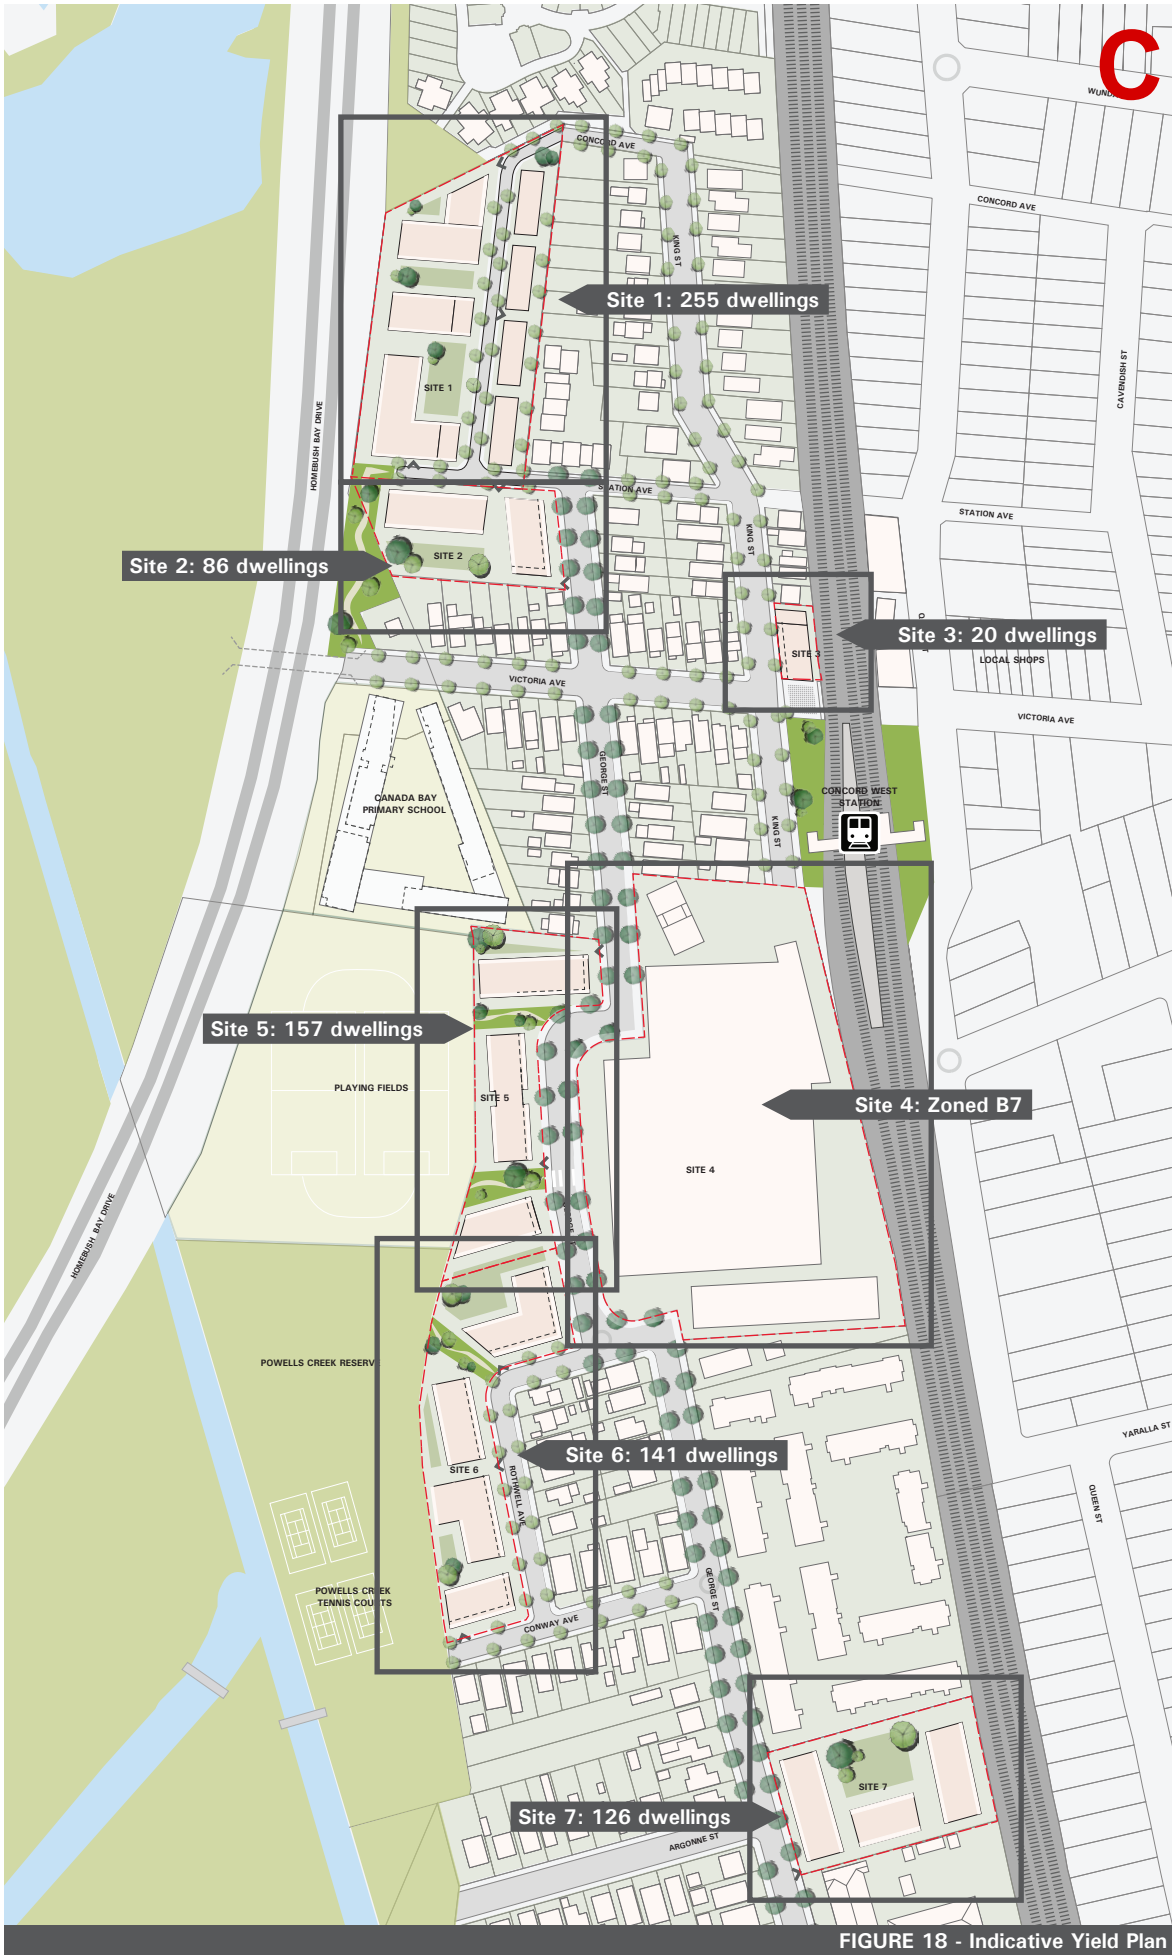 C
WUND
CONCORD AVE
CONCORD AVE
KING ST
Site 1: 255 dwellings
CAVENDISH ST
SITE 1
HOMEBUSH BAY DRIVE
STATION AVE
STATION AVE
KING ST
SITE 2
Site 2: 86 dwellings
Site 3: 20 dwellings
SITE 3
LOCAL SHOPS
VICTORIA AVE
VICTORIA AVE
GEORGE ST
CANADA BAY
PRIMARY SCHOOL
CONCORD WEST
STATION
KING ST
Site 5: 157 dwellings
PLAYING FIELDS
SITE 5
Site 4: Zoned B7
SITE 4
HOMEBUSH BAY DRIVE
POWELLS CREEK RESERVE
YARALLA ST
Site 6: 141 dwellings
SITE 6
ROTHWELL AVE
QUEEN ST
POWELLS CREEK
TENNIS COURTS
GEORGE ST
CONWAY AVE
SITE 7
Site 7: 126 dwellings
ARGONNE ST
FIGURE 18 - Indicative Yield Plan